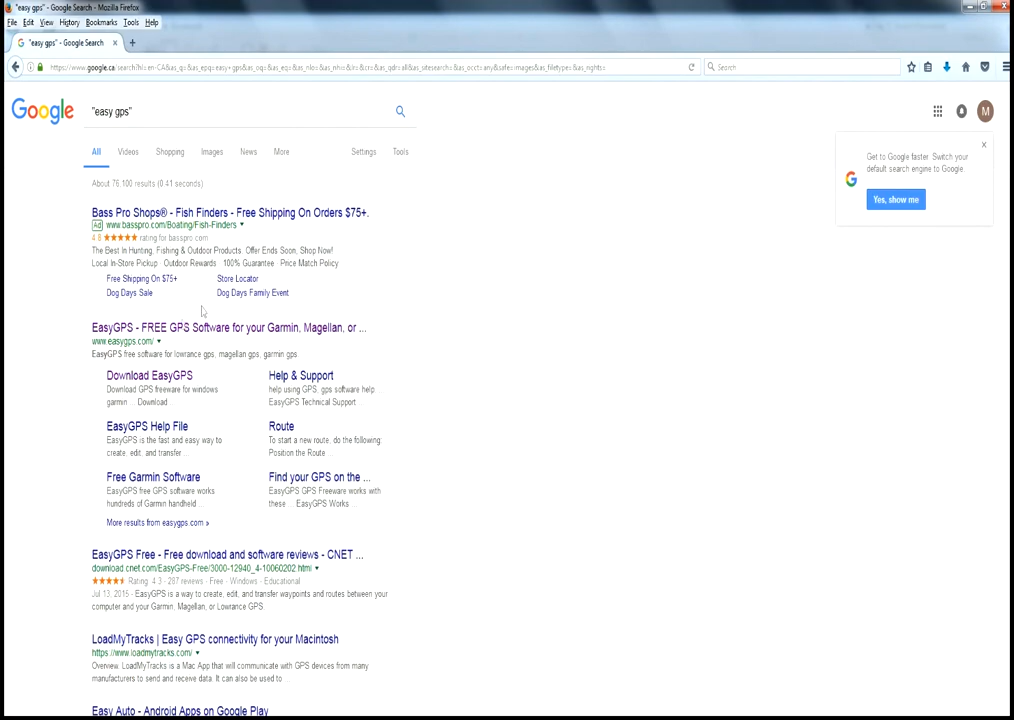 "easy gps" - Google Search - Mozilla Firefox
File Edit View History Bookmarks Tools Help
"easy gps" - Google Search
Search
Google
"easy gps"
M
All Videos Shopping Images News More Settings Tools
Get to Google faster Switch your
default search engine to Google.
Yes, show me
About 76,100 results (0.41 seconds)
Bass Pro Shops® - Fish Finders - Free Shipping On Orders $75+.
Ad www.basspro.com/Boating/Fish-Finders
4.8 rating for basspro com
The Best In Hunting, Fishing & Outdoor Products. Offer Ends Soon, Shop Now!
Local In-Store Pickup · Outdoor Rewards · 100% Guarantee · Price Match Policy
Free Shipping On $75+ Store Locator
Dog Days Sale Dog Days Family Event
EasyGPS - FREE GPS Software for your Garmin, Magellan, or ...
www.easygps.com/
EasyGPS free software for lowrance gps, magellan gps, garmin gps
Download EasyGPS Help & Support
Download GPS freeware for windows help using GPS, gps software help
garmin ... Download ... EasyGPS Technical Support ...
EasyGPS Help File Route
EasyGPS is the fast and easy way to To start a new route, do the following:
create, edit, and transfer ... Position the Route ...
Free Garmin Software Find your GPS on the ...
EasyGPS free GPS software works EasyGPS GPS Freeware works with
hundreds of Garmin handheld ... these ... EasyGPS Works ...
More results from easygps.com »
EasyGPS Free - Free download and software reviews - CNET ...
download.cnet.com/EasyGPS-Free/3000-12940_4-10060202.html
Rating 4.3 - 287 reviews - Free - Windows - Educational
Jul 13, 2015 - EasyGPS is a way to create, edit, and transfer waypoints and routes between your
computer and your Garmin, Magellan, or Lowrance GPS.
LoadMyTracks | Easy GPS connectivity for your Macintosh
https://www.loadmytracks.com/
Overview. LoadMyTracks is a Mac App that will communicate with GPS devices from many
manufacturers to send and receive data. It can also be used to ...
Easy Auto - Android Apps on Google Play